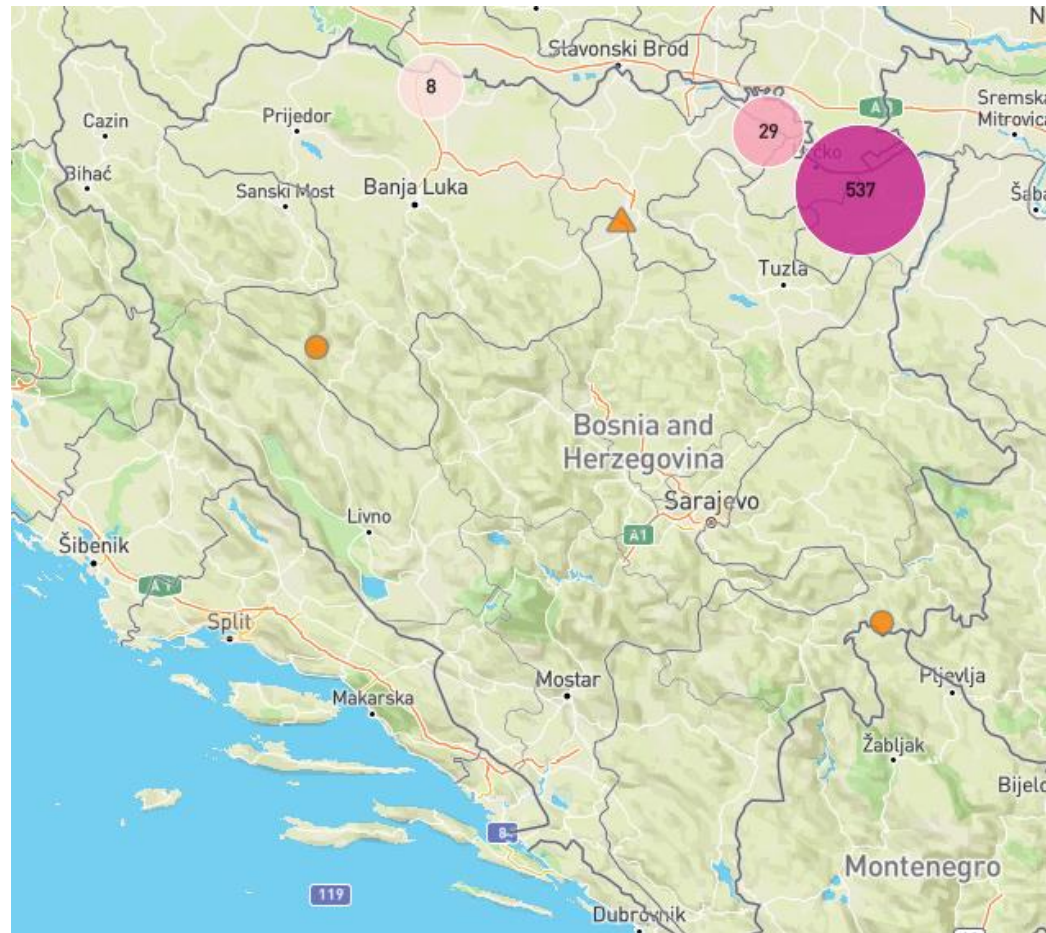 N
Slavonski Brod
8
A3
Sremska
Mitrovica
Cazin
Prijedor
29
Bihać
Sanski Most
Banja Luka
537
Šaba
Tuzla
Bosnia and
Herzegovina
Sarajevo
Livno
A1
Šibenik
A1
Split
Mostar
Pljevlja
Makarska
Žabljak
Bijelo
8
Montenegro
119
Dubrovnik